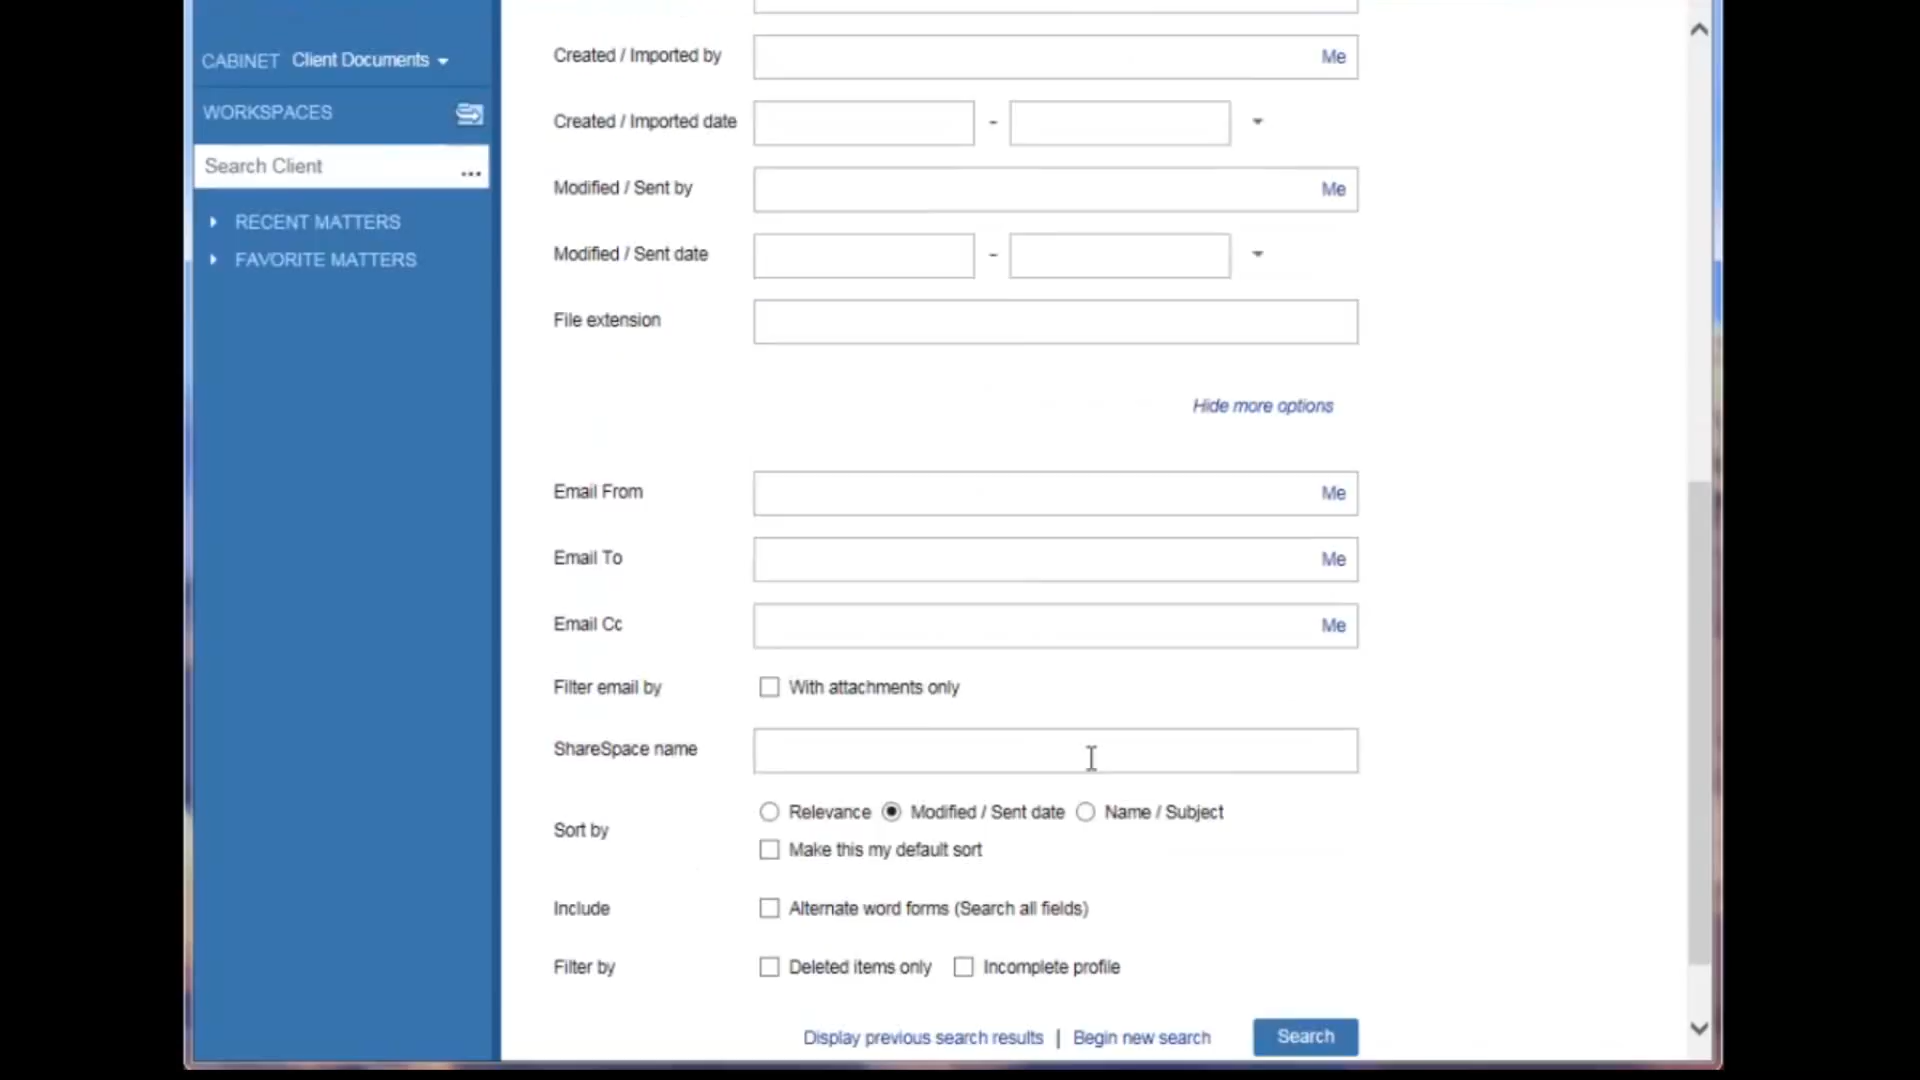 CABINET Client Documents
WORKSPACES
Search Client ...
RECENT MATTERS
FAVORITE MATTERS
Created / Imported by Me
Created / Imported date -
Modified / Sent by Me
Modified / Sent date -
File extension
Hide more options
Email From Me
Email To Me
Email Cc Me
Filter email by With attachments only
ShareSpace name
Sort by Relevance Modified / Sent date Name / Subject
Make this my default sort
Include Alternate word forms (Search all fields)
Filter by Deleted items only Incomplete profile
Display previous search results | Begin new search Search